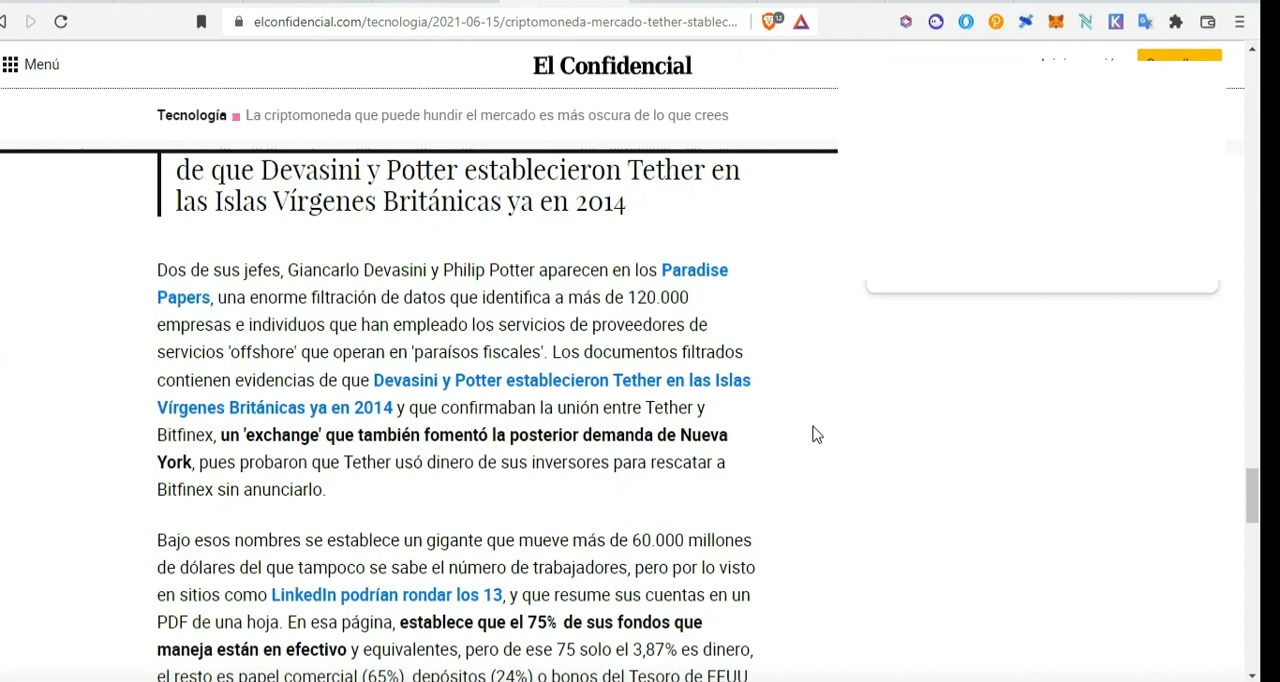 elconfidencial.com/tecnologia/2021-06-15/criptomoneda-mercado-tether-stablec...
12
Menú
El Confidencial
Tecnología La criptomoneda que puede hundir el mercado es más oscura de lo que crees
de que Devasini y Potter establecieron Tether en
las Islas Vírgenes Británicas ya en 2014
Dos de sus jefes, Giancarlo Devasini y Philip Potter aparecen en los Paradise
Papers, una enorme filtración de datos que identifica a más de 120.000
empresas e individuos que han empleado los servicios de proveedores de
servicios 'offshore' que operan en 'paraísos fiscales'. Los documentos filtrados
contienen evidencias de que Devasini y Potter establecieron Tether en las Islas
Vírgenes Británicas ya en 2014 y que confirmaban la unión entre Tether y
Bitfinex, un 'exchange' que también fomentó la posterior demanda de Nueva
York, pues probaron que Tether usó dinero de sus inversores para rescatar a
Bitfinex sin anunciarlo.
Bajo esos nombres se establece un gigante que mueve más de 60.000 millones
de dólares del que tampoco se sabe el número de trabajadores, pero por lo visto
en sitios como LinkedIn podrían rondar los 13, y que resume sus cuentas en un
PDF de una hoja. En esa página, establece que el 75% de sus fondos que
maneja están en efectivo y equivalentes, pero de ese 75 solo el 3,87% es dinero,
el resto es papel comercial (65%), depósitos (24%) o bonos del Tesoro de EEUU